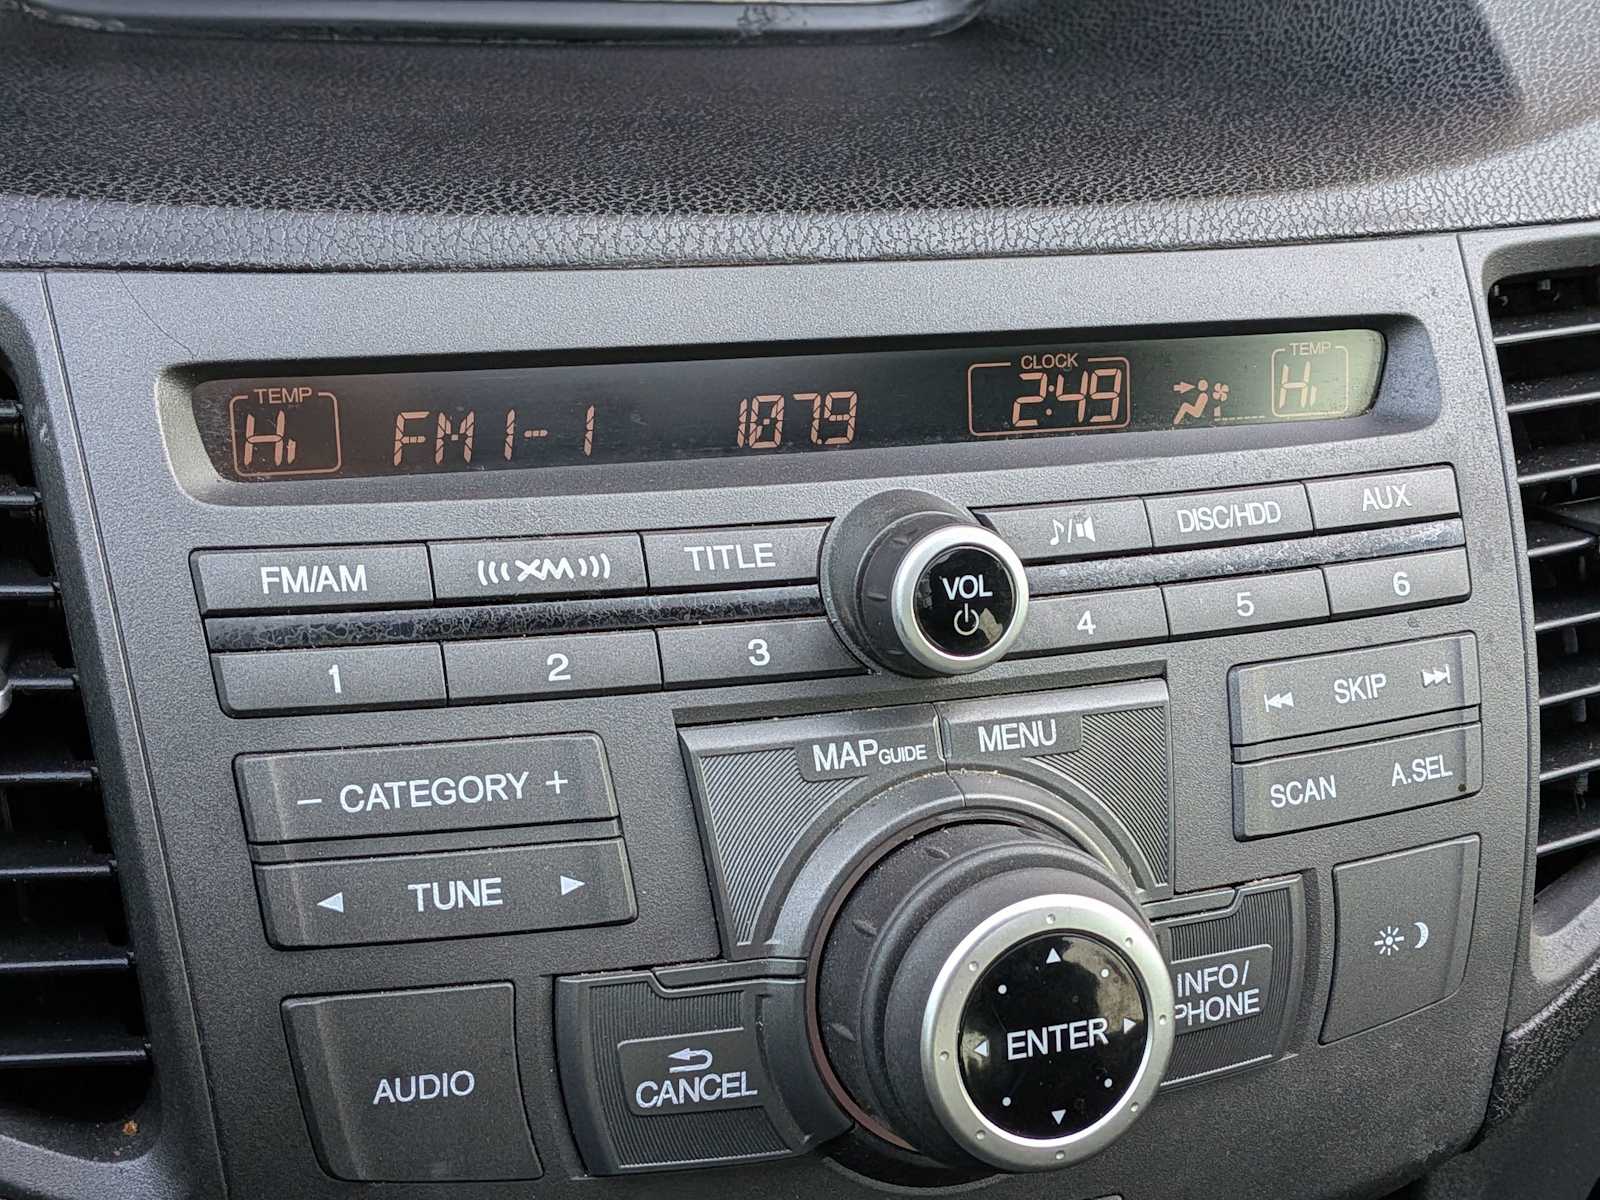 TEMP CLOCK TEMP
Hi FM1-1 107.9 2:49 Hi
FM/AM XM TITLE VOL DISC/HDD AUX
1 2 3 4 5 6
SKIP
MAP GUIDE MENU
- CATEGORY + SCAN A.SEL
TUNE
INFO/
PHONE
ENTER
AUDIO CANCEL